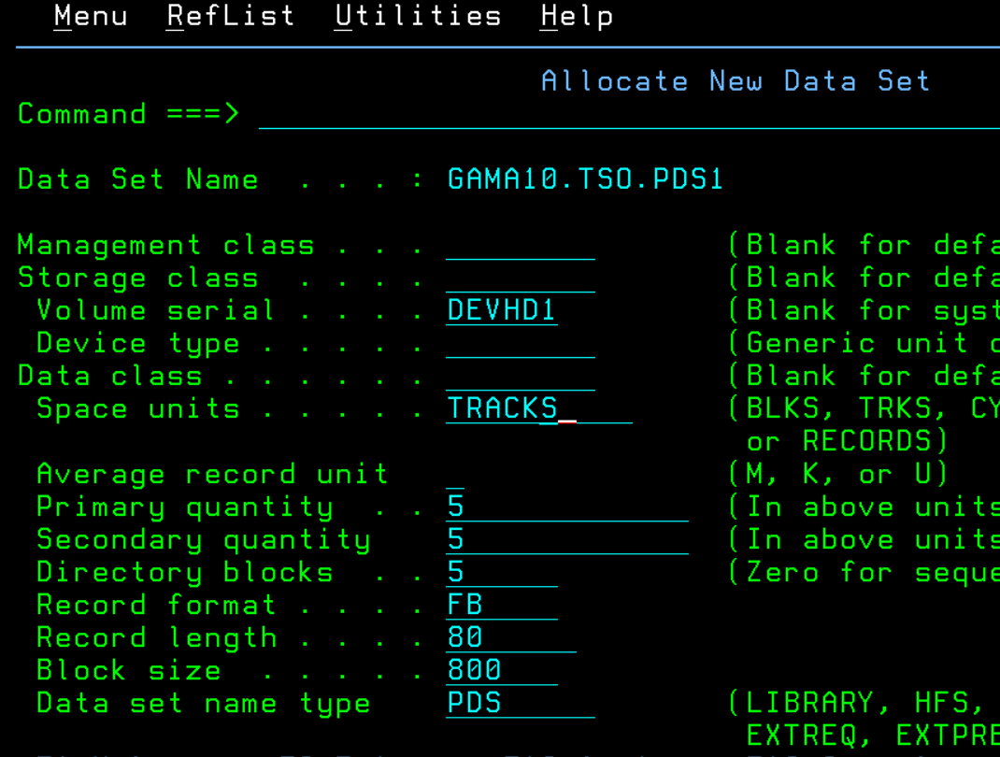 Menu RefList Utilities Help
Allocate New Data Set
Command ===>
Data Set Name . . . : GAMA10.TSO.PDS1
Management class . . . (Blank for defa
Storage class . . . . (Blank for defa
Volume serial . . . . DEVHD1 (Blank for syst
Device type . . . . . (Generic unit
Data class . . . . . . (Blank for defa
Space units . . . . . TRACKS_ (BLKS, TRKS, CY
or RECORDS)
Average record unit (M, K, or U)
Primary quantity . . 5 (In above units
Secondary quantity 5 (In above units
Directory blocks . . 5 (Zero for seque
Record format . . . . FB
Record length . . . . 80
Block size . . . . . 800
Data set name type PDS (LIBRARY, HFS,
EXTREQ, EXTPRE